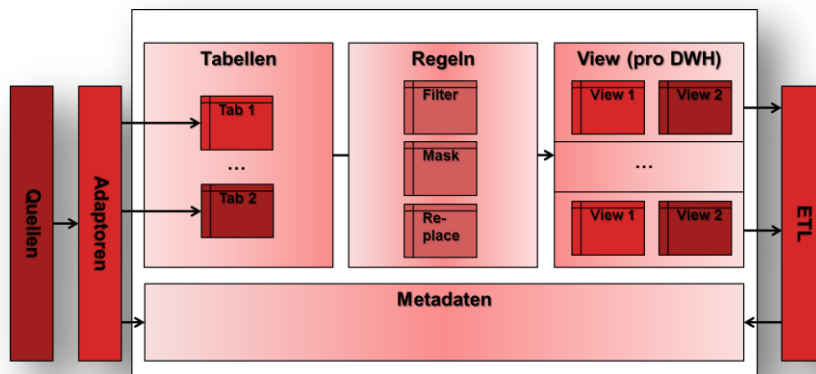 Quellen
Adaptoren
Tabellen
Tab 1
...
Tab 2
Regeln
Filter
Mask
Re-
place
View (pro DWH)
View 1
View 2
...
View 1
View 2
Metadaten
ETL